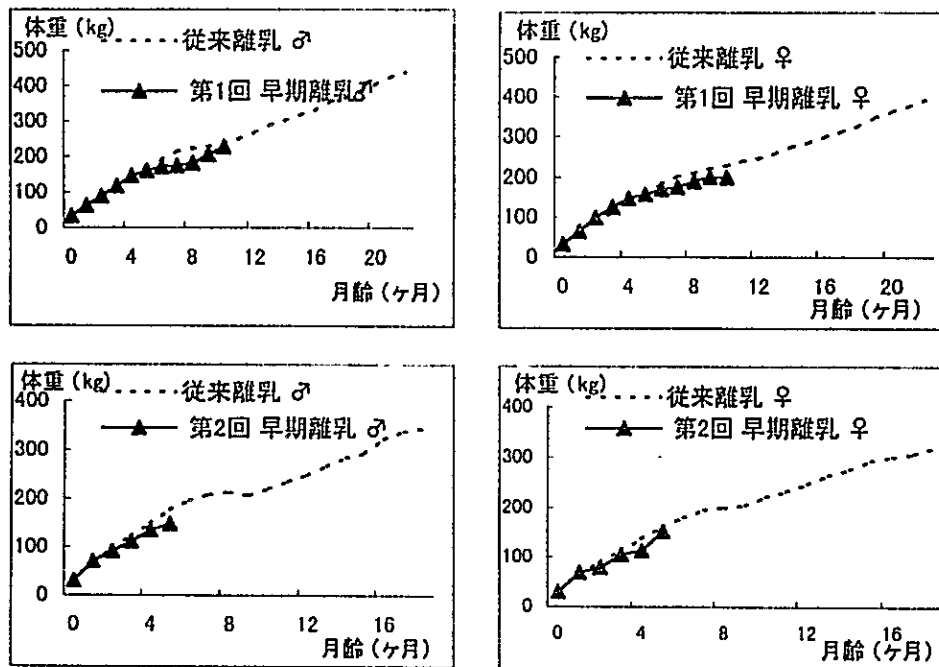 体重 (kg)
従来離乳 ♂
第1回 早期離乳♂
500
400
300
200
100
0
0 4 8 12 16 20
月齢 (ヶ月)
体重 (kg)
従来離乳 ♀
第1回 早期離乳 ♀
500
400
300
200
100
0
0 4 8 12 16 20
月齢 (ヶ月)
体重 (kg)
従来離乳 ♂
第2回 早期離乳 ♂
400
300
200
100
0
0 4 8 12 16
月齢 (ヶ月)
体重 (kg)
従来離乳 ♀
第2回 早期離乳 ♀
400
300
200
100
0
0 4 8 12 16
月齢 (ヶ月)